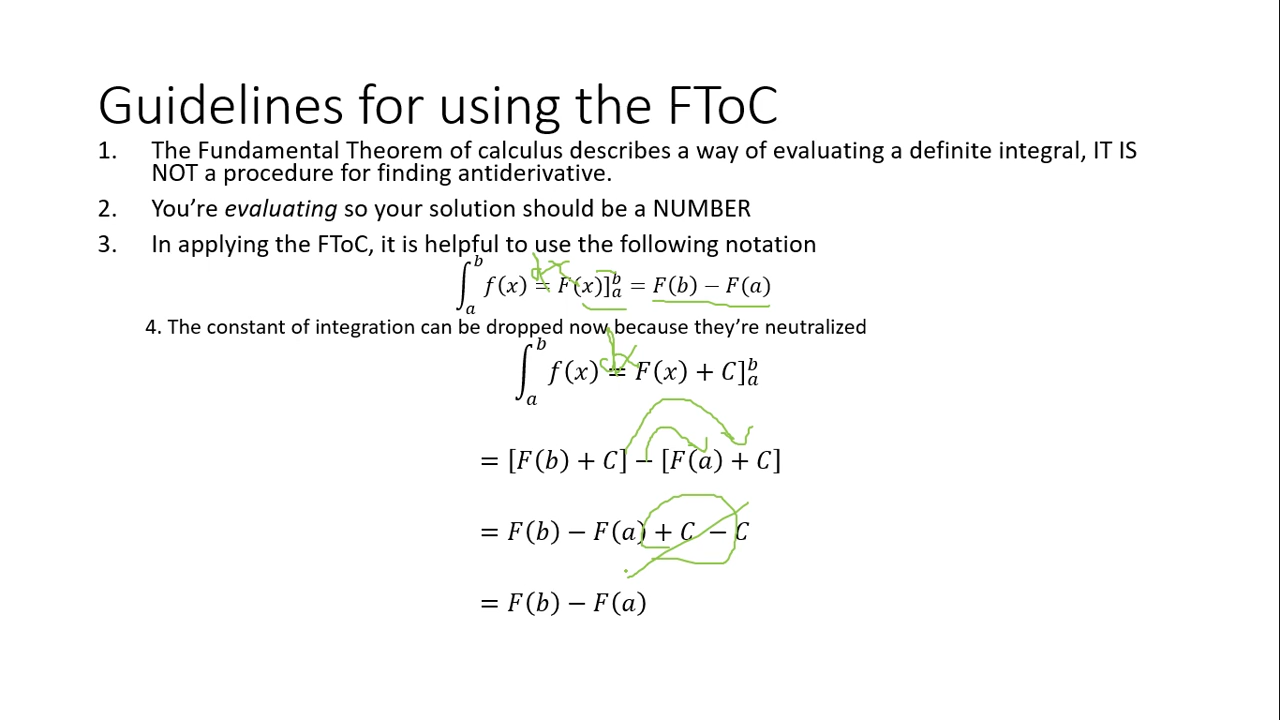 Guidelines for using the FToC
1. The Fundamental Theorem of calculus describes a way of evaluating a definite integral, IT IS
NOT a procedure for finding antiderivative.
2. You're evaluating so your solution should be a NUMBER
3. In applying the FToC, it is helpful to use the following notation
∫_a^b f(x) dx = F(x)]_a^b = F(b) − F(a)
4. The constant of integration can be dropped now because they're neutralized
∫_a^b f(x) dx = F(x) + C]_a^b
= [F(b) + C] − [F(a) + C]
= F(b) − F(a) + C − C
= F(b) − F(a)